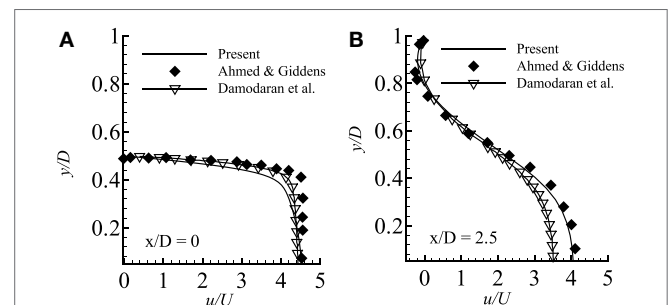 A
Present
Ahmed & Giddens
Damodaran et al.
y/D
1
0.8
0.6
0.4
0.2
x/D = 0
0 1 2 3 4 5
u/U
B
Present
Ahmed & Giddens
Damodaran et al.
y/D
1
0.8
0.6
0.4
0.2
x/D = 2.5
0 1 2 3 4 5
u/U